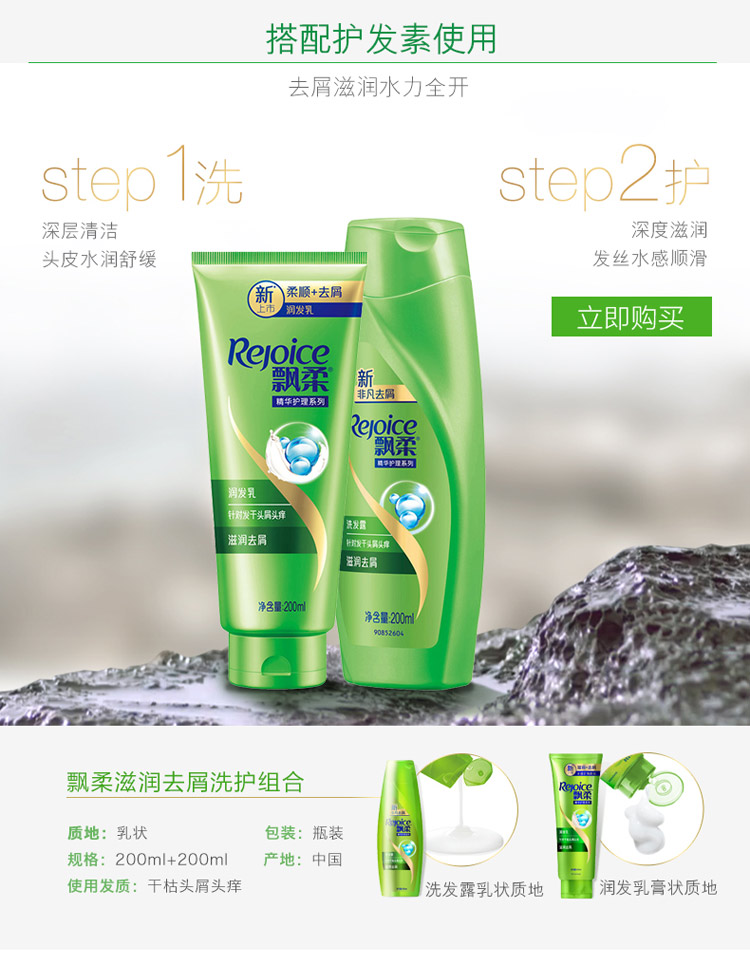 搭配护发素使用
去屑滋润水力全开
step1洗
深层清洁
头皮水润舒缓
step2护
深度滋润
发丝水感顺滑
立即购买
新
上市
柔顺+去屑
润发乳
Rejoice
飘柔®
精华护理系列
润发乳
针对发干头屑头痒
滋润去屑
净含量:200ml
新
非凡去屑
Rejoice
飘柔®
精华护理系列
洗发露
针对发干头屑头痒
滋润去屑
净含量:200ml
90852604
飘柔滋润去屑洗护组合
质地：乳状
包装：瓶装
规格：200ml+200ml
产地：中国
使用发质：干枯头屑头痒
Rejoice
飘柔
洗发露乳状质地
Rejoice
飘柔
润发乳膏状质地